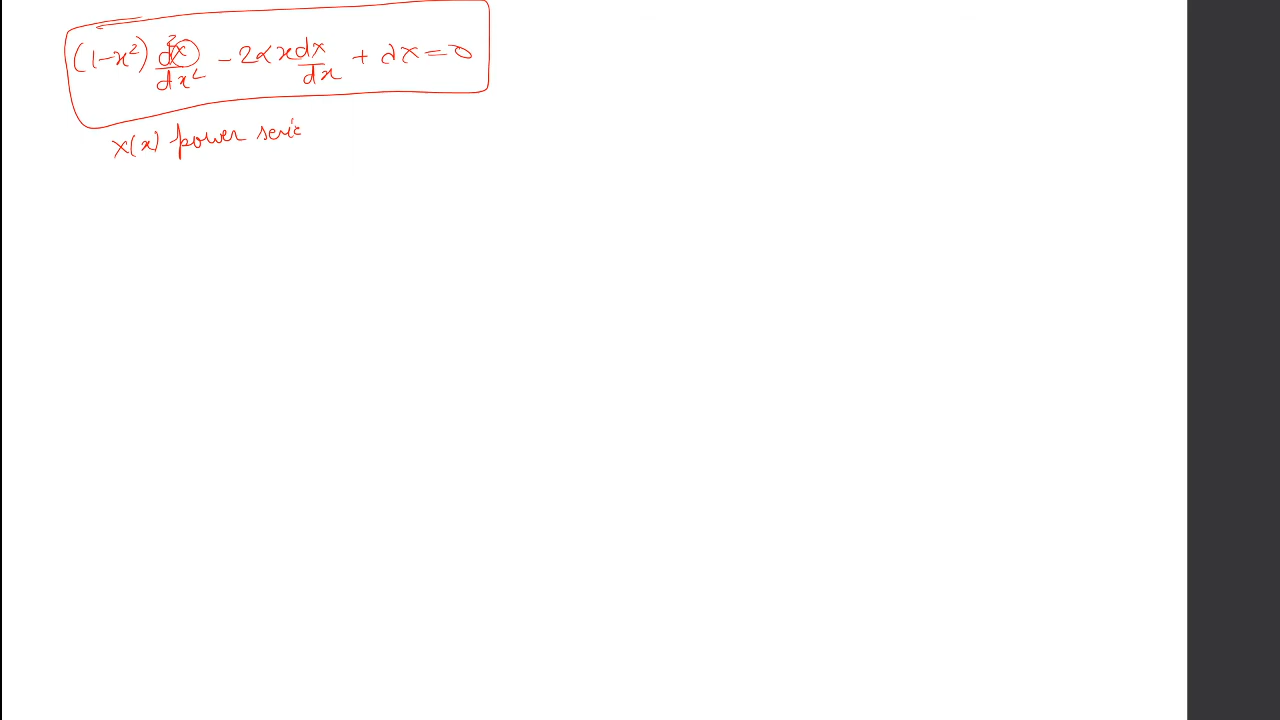 (1-x²) d²X/dx² - 2αx dX/dx + λX = 0
X(x) power serie